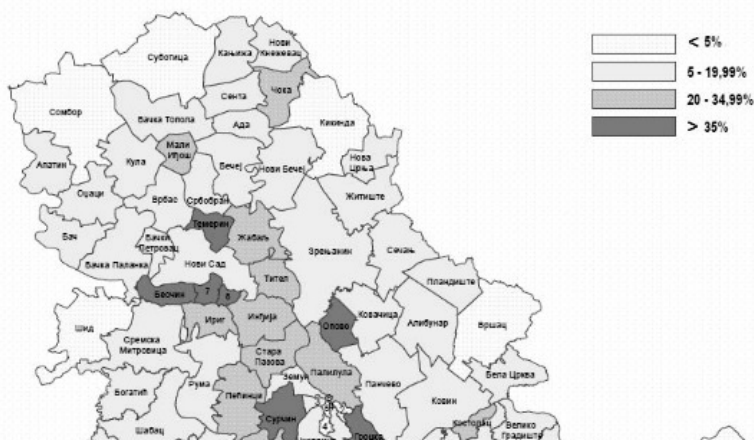 Суботица
Кањижа
Нови
Кнежевац
< 5%
5 - 19,99%
20 - 34,99%
> 35%
Сомбор
Сента
Чока
Бачка Топола
Ада
Кикинда
Апатин
Кула
Мали
Иђош
Бечеј
Нови Бечеј
Нова
Црња
Оџаци
Врбас
Србобран
Житиште
Бач
Бачки
Петровац
Темерин
Жабаљ
Зрењанин
Сечањ
Бачка Паланка
Нови Сад
Тител
Пландиште
Беочин
7
8
Шид
Сремска
Митровица
Ириг
Инђија
Опово
Ковачица
Алибунар
Вршац
Стара
Пазова
Палилула
Бела Црква
Богатић
Рума
Пећинци
Земун
Панчево
Ковин
Шабац
Сурчин
4
Гроцка
Костолац
Велико
Градиште